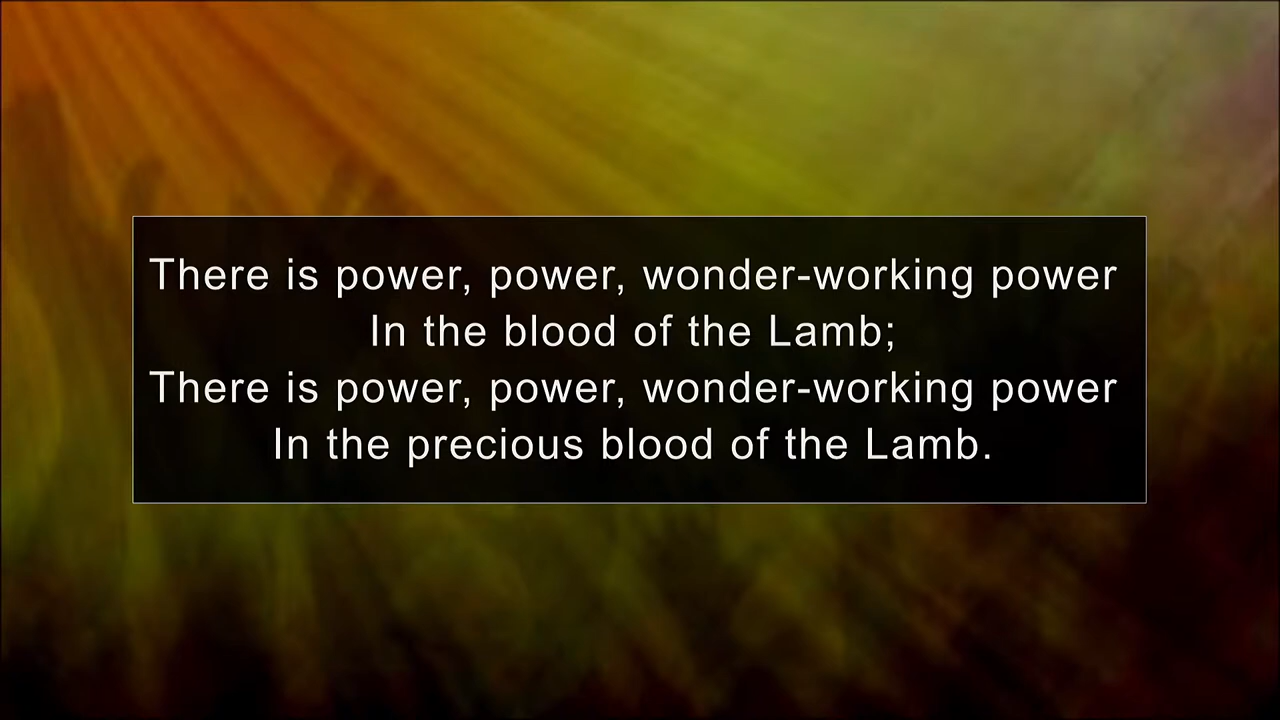 There is power, power, wonder-working power
In the blood of the Lamb;
There is power, power, wonder-working power
In the precious blood of the Lamb.